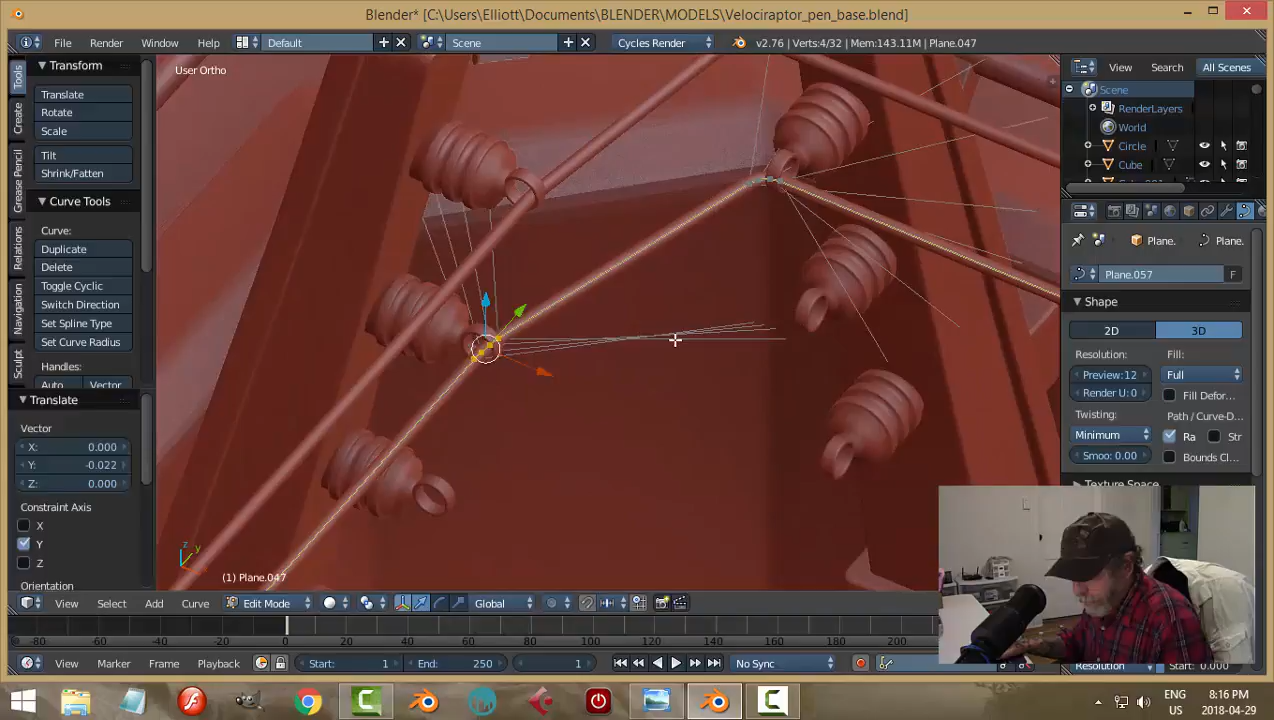 Blender* [C:\Users\Elliott\Documents\BLENDER\MODELS\Velociraptor_pen_base.blend]
File Render Window Help Default Scene Cycles Render v2.76 | Verts:4/32 | Mem:143.11M | Plane.047
User Ortho
Tools
Create
Grease Pencil
Relations
Navigation
Sculpt
Transform
Translate
Rotate
Scale
Tilt
Shrink/Fatten
Curve Tools
Curve:
Duplicate
Delete
Toggle Cyclic
Switch Direction
Set Spline Type
Set Curve Radius
Handles:
Auto Vector
Translate
Vector
X: 0.000
Y: -0.022
Z: 0.000
Constraint Axis
X
Y
Z
Orientation
z y
(1) Plane.047
View Search All Scenes
Scene
RenderLayers
World
Circle
Cube
Plane. Plane.
Plane.057 F
Shape
2D 3D
Resolution: Fill:
Preview:12 Full
Render U: 0 Fill Defor...
Twisting: Path / Curve-D...
Minimum Ra Str
Smoo: 0.00 Bounds Cl...
Texture Space
View Select Add Curve Edit Mode Global
-80 -60 -40 -20 0 20 40 60 80 100 120 140 160 180 200
View Marker Frame Playback Start: 1 End: 250 1 No Sync
Resolution Start: 0.000
ENG 8:16 PM
US 2018-04-29